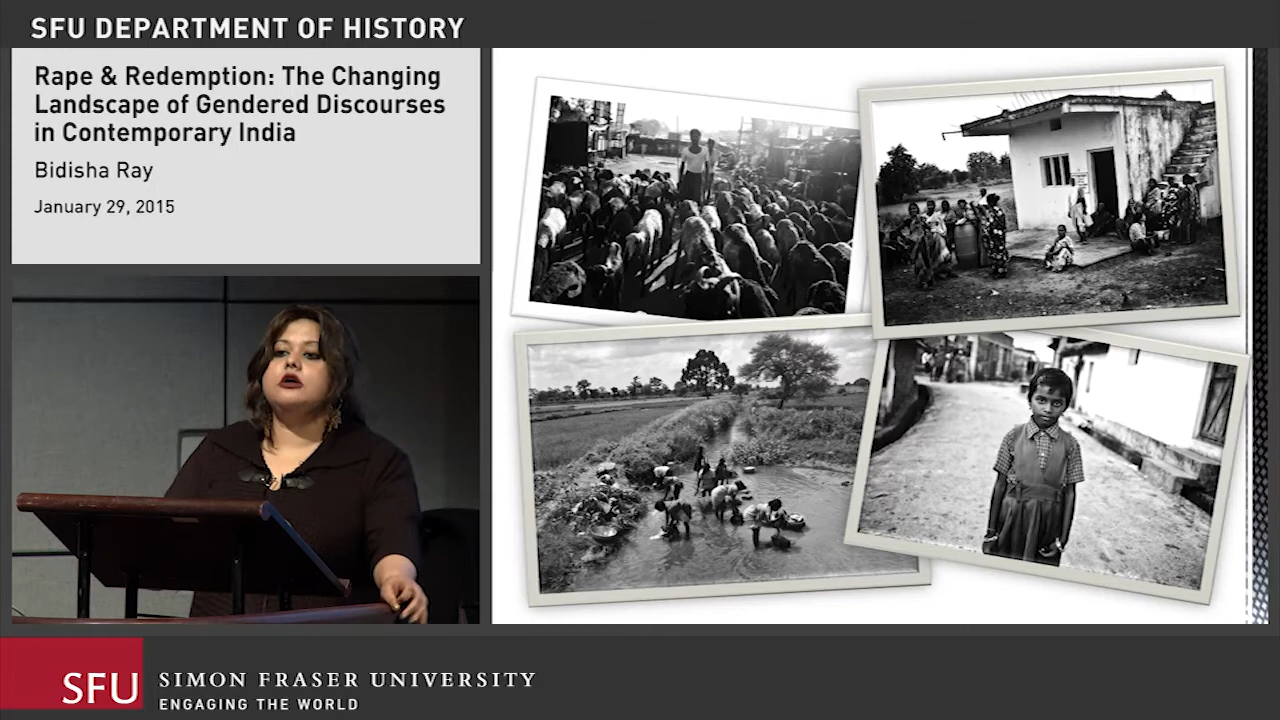 SFU DEPARTMENT OF HISTORY
Rape & Redemption: The Changing
Landscape of Gendered Discourses
in Contemporary India
Bidisha Ray
January 29, 2015
SFU
SIMON FRASER UNIVERSITY
ENGAGING THE WORLD